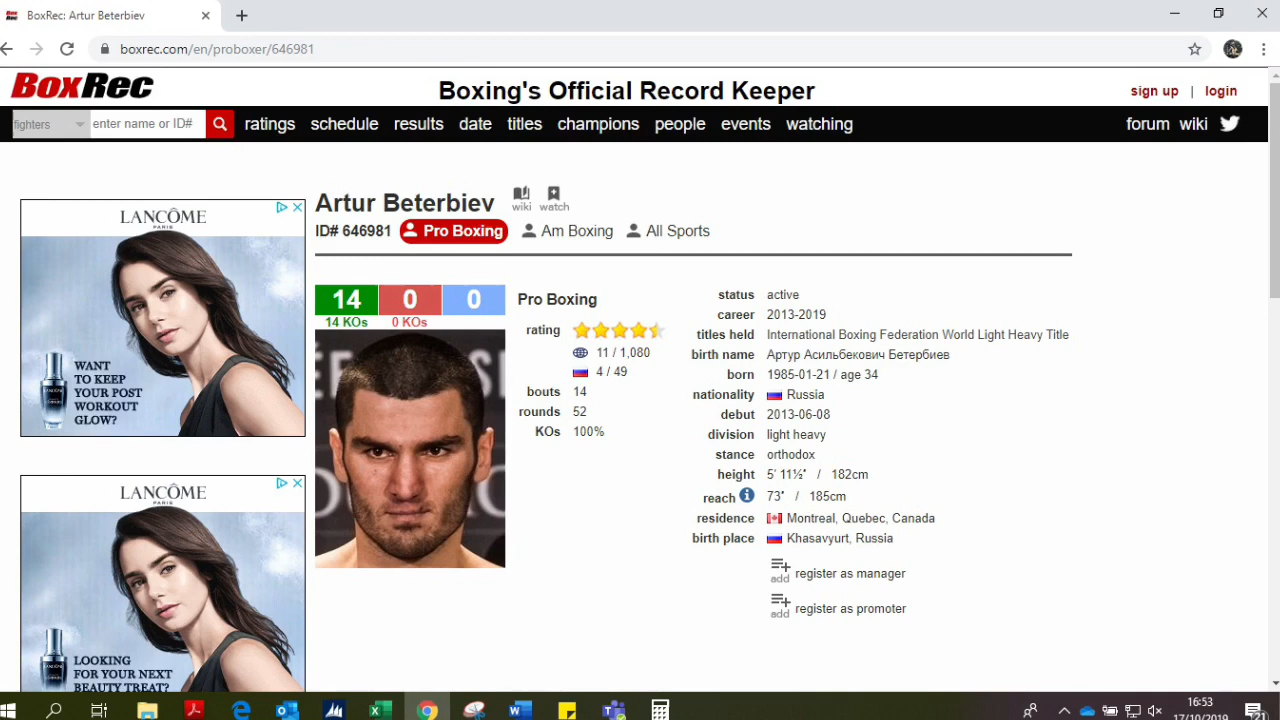 BoxRec: Artur Beterbiev
boxrec.com/en/proboxer/646981
BoxRec
Boxing's Official Record Keeper
sign up | login
fighters
enter name or ID#
ratings schedule results date titles champions people events watching
forum wiki
Artur Beterbiev
wiki watch
ID# 646981 Pro Boxing Am Boxing All Sports
LANCÔME
PARIS
WANT
TO KEEP
YOUR POST
WORKOUT
GLOW?
LANCÔME
PARIS
LOOKING
FOR YOUR NEXT
BEAUTY TREAT?
14 0 0
14 KOs 0 KOs
Pro Boxing
rating
11 / 1,080
4 / 49
bouts 14
rounds 52
KOs 100%
status active
career 2013-2019
titles held International Boxing Federation World Light Heavy Title
birth name Артур Асильбекович Бетербиев
born 1985-01-21 / age 34
nationality Russia
debut 2013-06-08
division light heavy
stance orthodox
height 5′ 11½″ / 182cm
reach 73″ / 185cm
residence Montreal, Quebec, Canada
birth place Khasavyurt, Russia
add register as manager
add register as promoter
16:53
17/10/2019